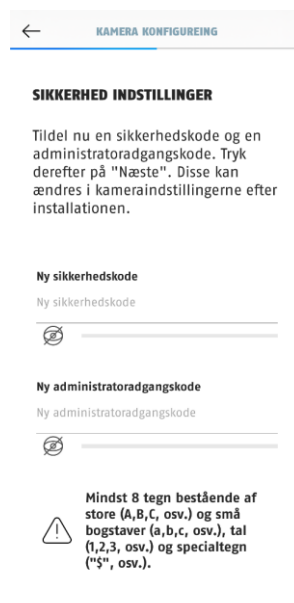 KAMERA KONFIGUREING
SIKKERHED INDSTILLINGER
Tildel nu en sikkerhedskode og en
administratoradgangskode. Tryk
derefter på "Næste". Disse kan
ændres i kameraindstillingerne efter
installationen.
Ny sikkerhedskode
Ny sikkerhedskode
Ny administratoradgangskode
Ny administratoradgangskode
Mindst 8 tegn bestående af
store (A,B,C, osv.) og små
bogstaver (a,b,c, osv.), tal
(1,2,3, osv.) og specialtegn
("$", osv.).